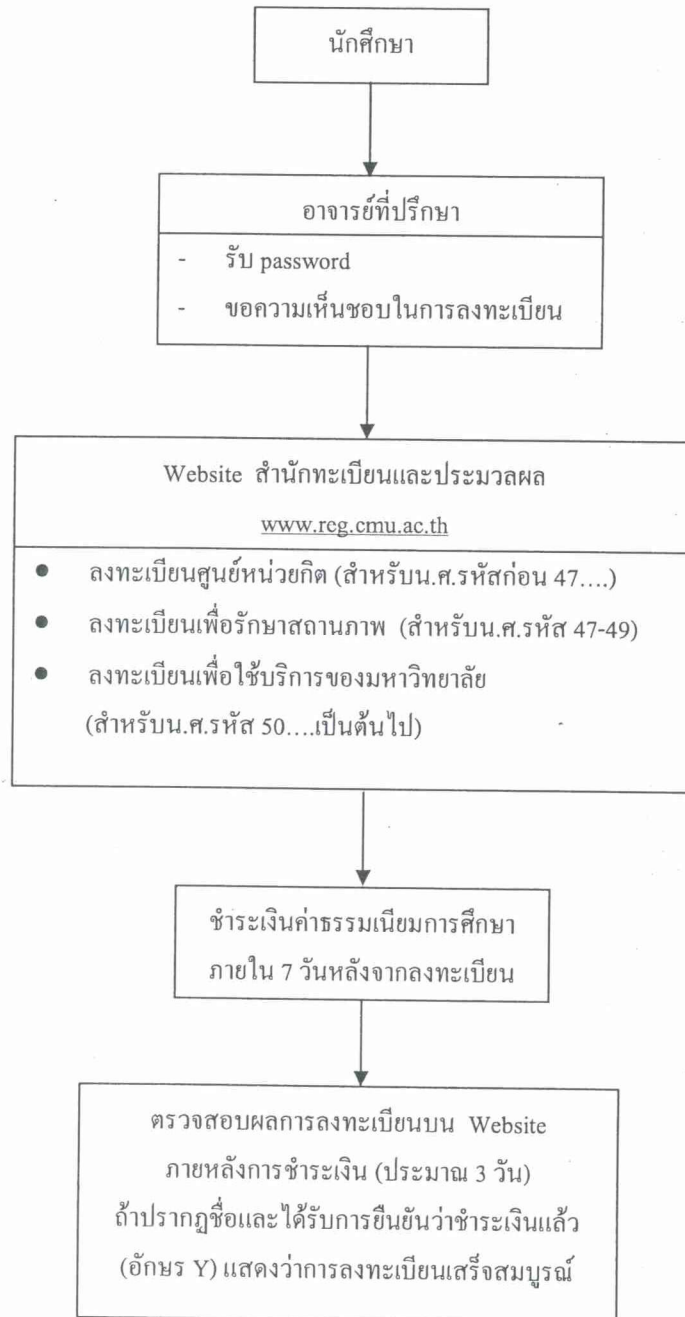 นักศึกษา
อาจารย์ที่ปรึกษา
- รับ password
- ขอความเห็นชอบในการลงทะเบียน
Website สำนักทะเบียนและประมวลผล
www.reg.cmu.ac.th
● ลงทะเบียนศูนย์หน่วยกิต (สำหรับน.ศ.รหัสก่อน 47....)
● ลงทะเบียนเพื่อรักษาสถานภาพ (สำหรับน.ศ.รหัส 47-49)
● ลงทะเบียนเพื่อใช้บริการของมหาวิทยาลัย
(สำหรับน.ศ.รหัส 50....เป็นต้นไป)
ชำระเงินค่าธรรมเนียมการศึกษา
ภายใน 7 วันหลังจากลงทะเบียน
ตรวจสอบผลการลงทะเบียนบน Website
ภายหลังการชำระเงิน (ประมาณ 3 วัน)
ถ้าปรากฏชื่อและได้รับการยืนยันว่าชำระเงินแล้ว
(อักษร Y) แสดงว่าการลงทะเบียนเสร็จสมบูรณ์